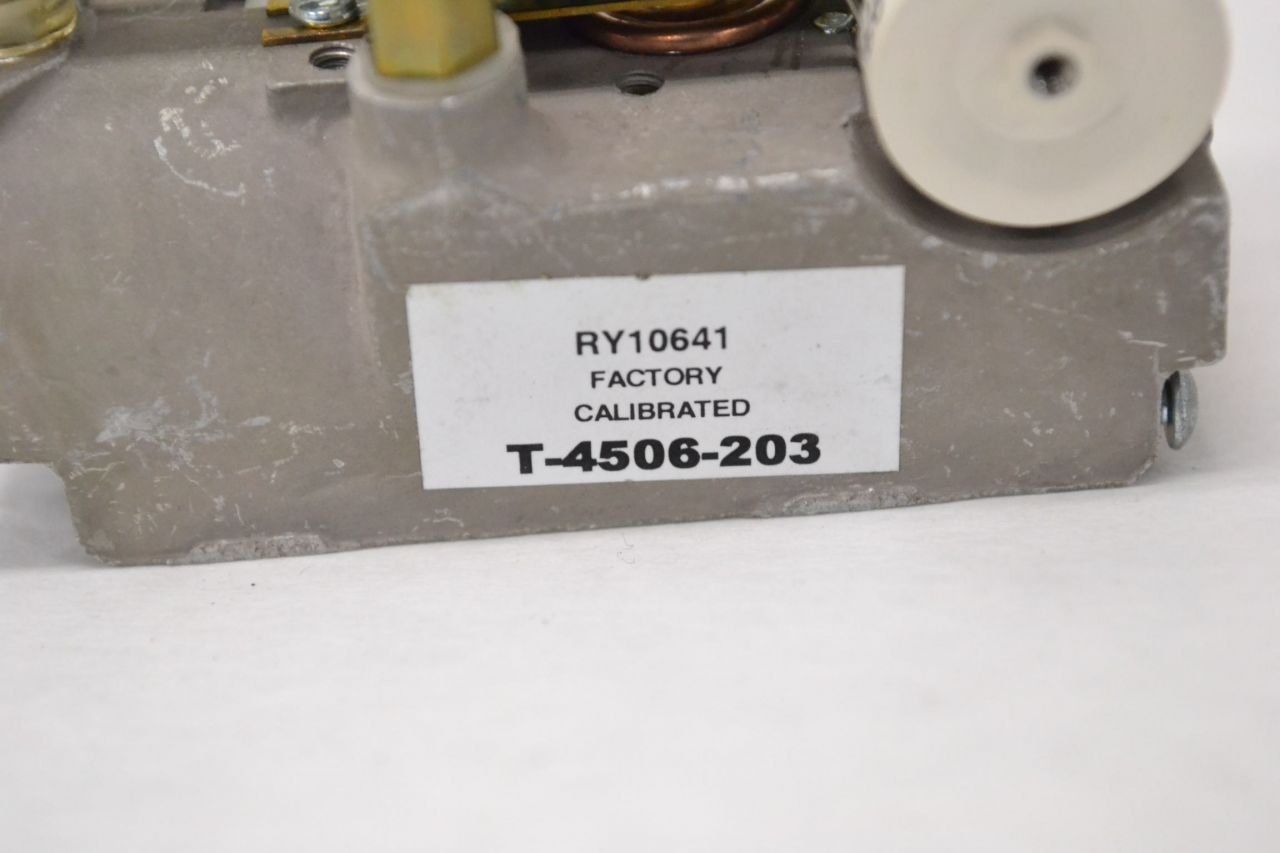 RY10641
FACTORY
CALIBRATED
T-4506-203